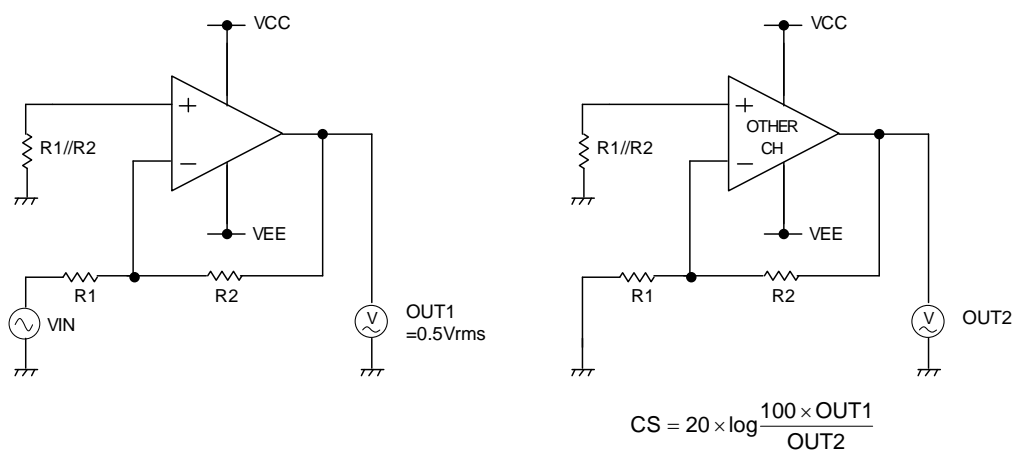 VCC
+
R1//R2
−
VEE
R1
R2
VIN
V
OUT1
=0.5Vrms
VCC
+
OTHER
CH
R1//R2
−
VEE
R1
R2
V
OUT2
CS = 20 × log 100 × OUT1 / OUT2